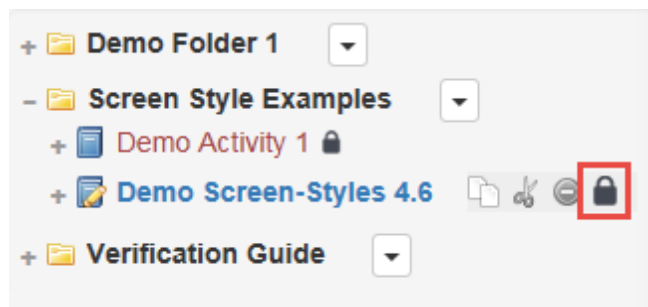 Demo Folder 1
Screen Style Examples
Demo Activity 1
Demo Screen-Styles 4.6
Verification Guide